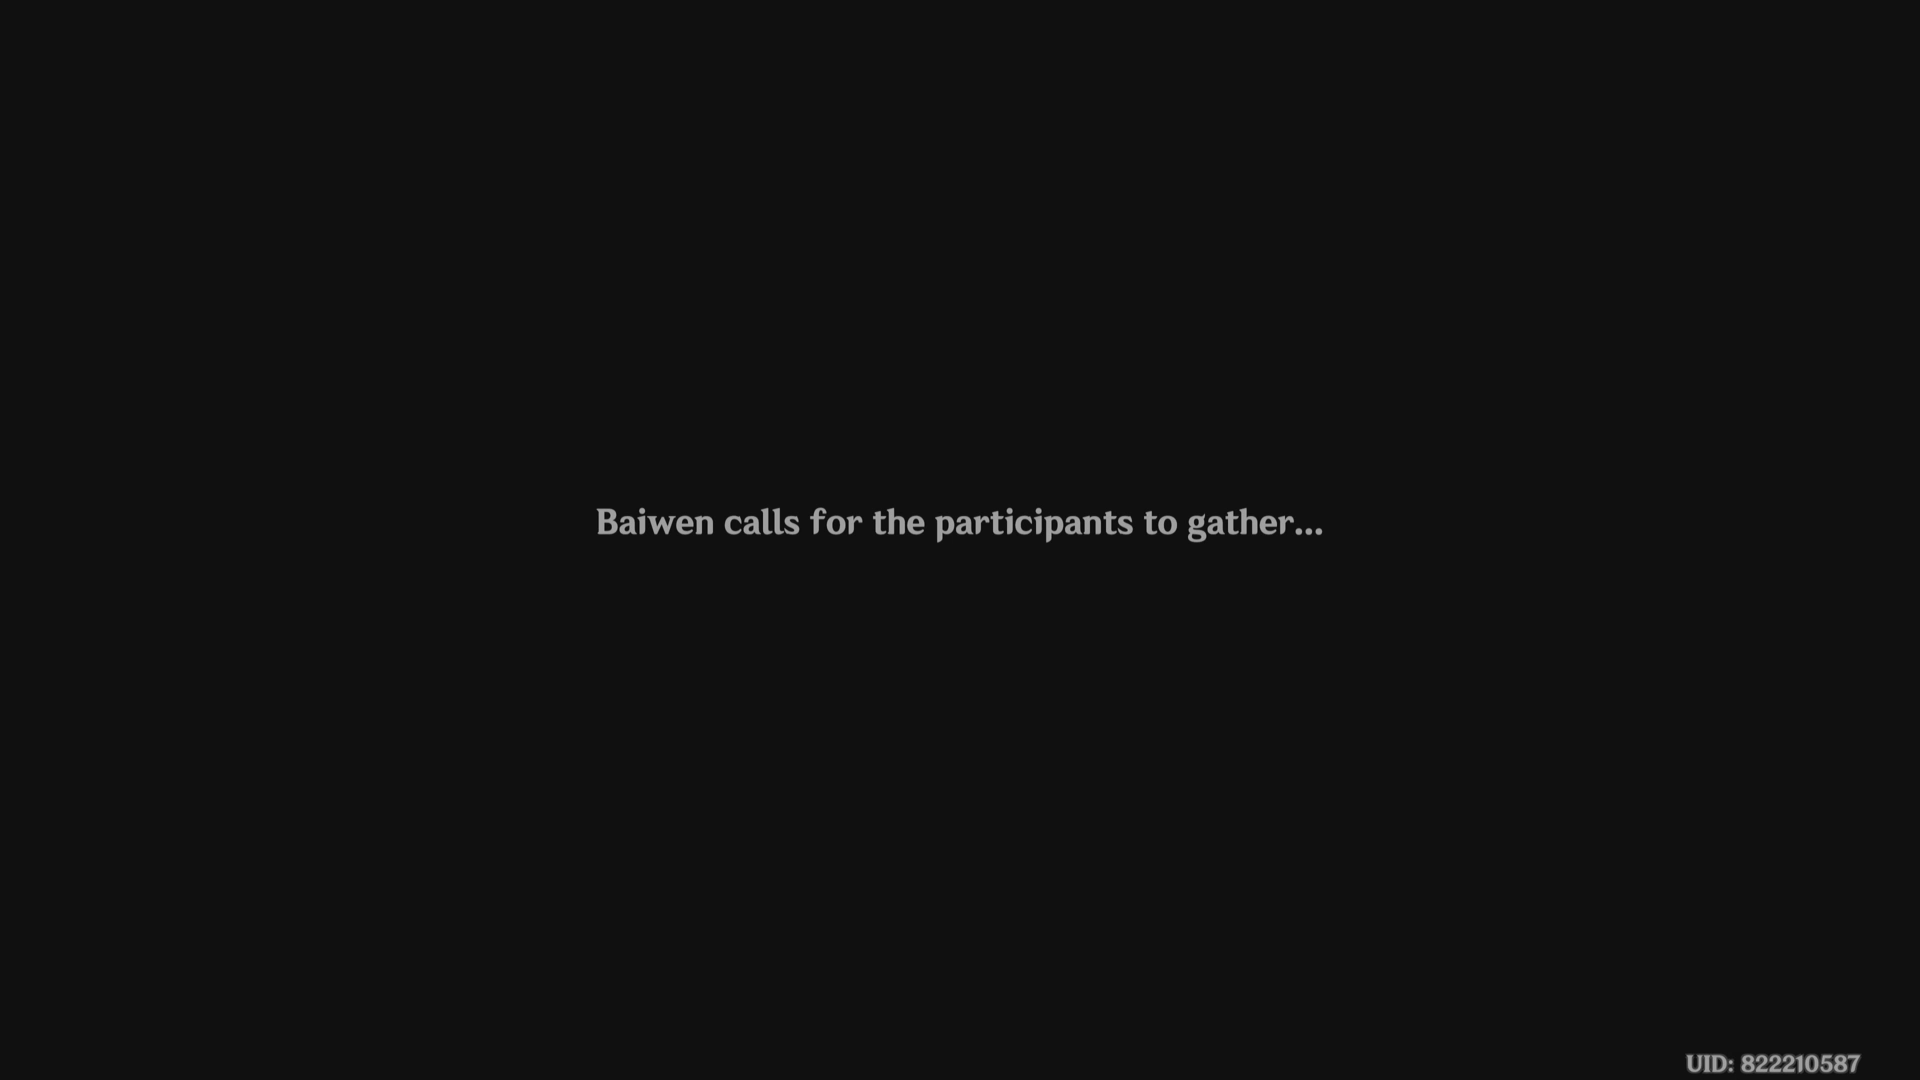 Baiwen calls for the participants to gather...
UID: 822210587